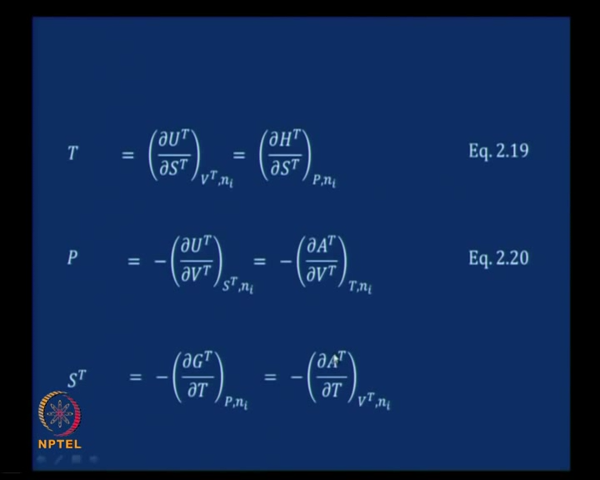 T = (∂U^T/∂S^T)_{V^T,n_i} = (∂H^T/∂S^T)_{P,n_i} Eq. 2.19
P = −(∂U^T/∂V^T)_{S^T,n_i} = −(∂A^T/∂V^T)_{T,n_i} Eq. 2.20
S^T = −(∂G^T/∂T)_{P,n_i} = −(∂A^T/∂T)_{V^T,n_i}
NPTEL